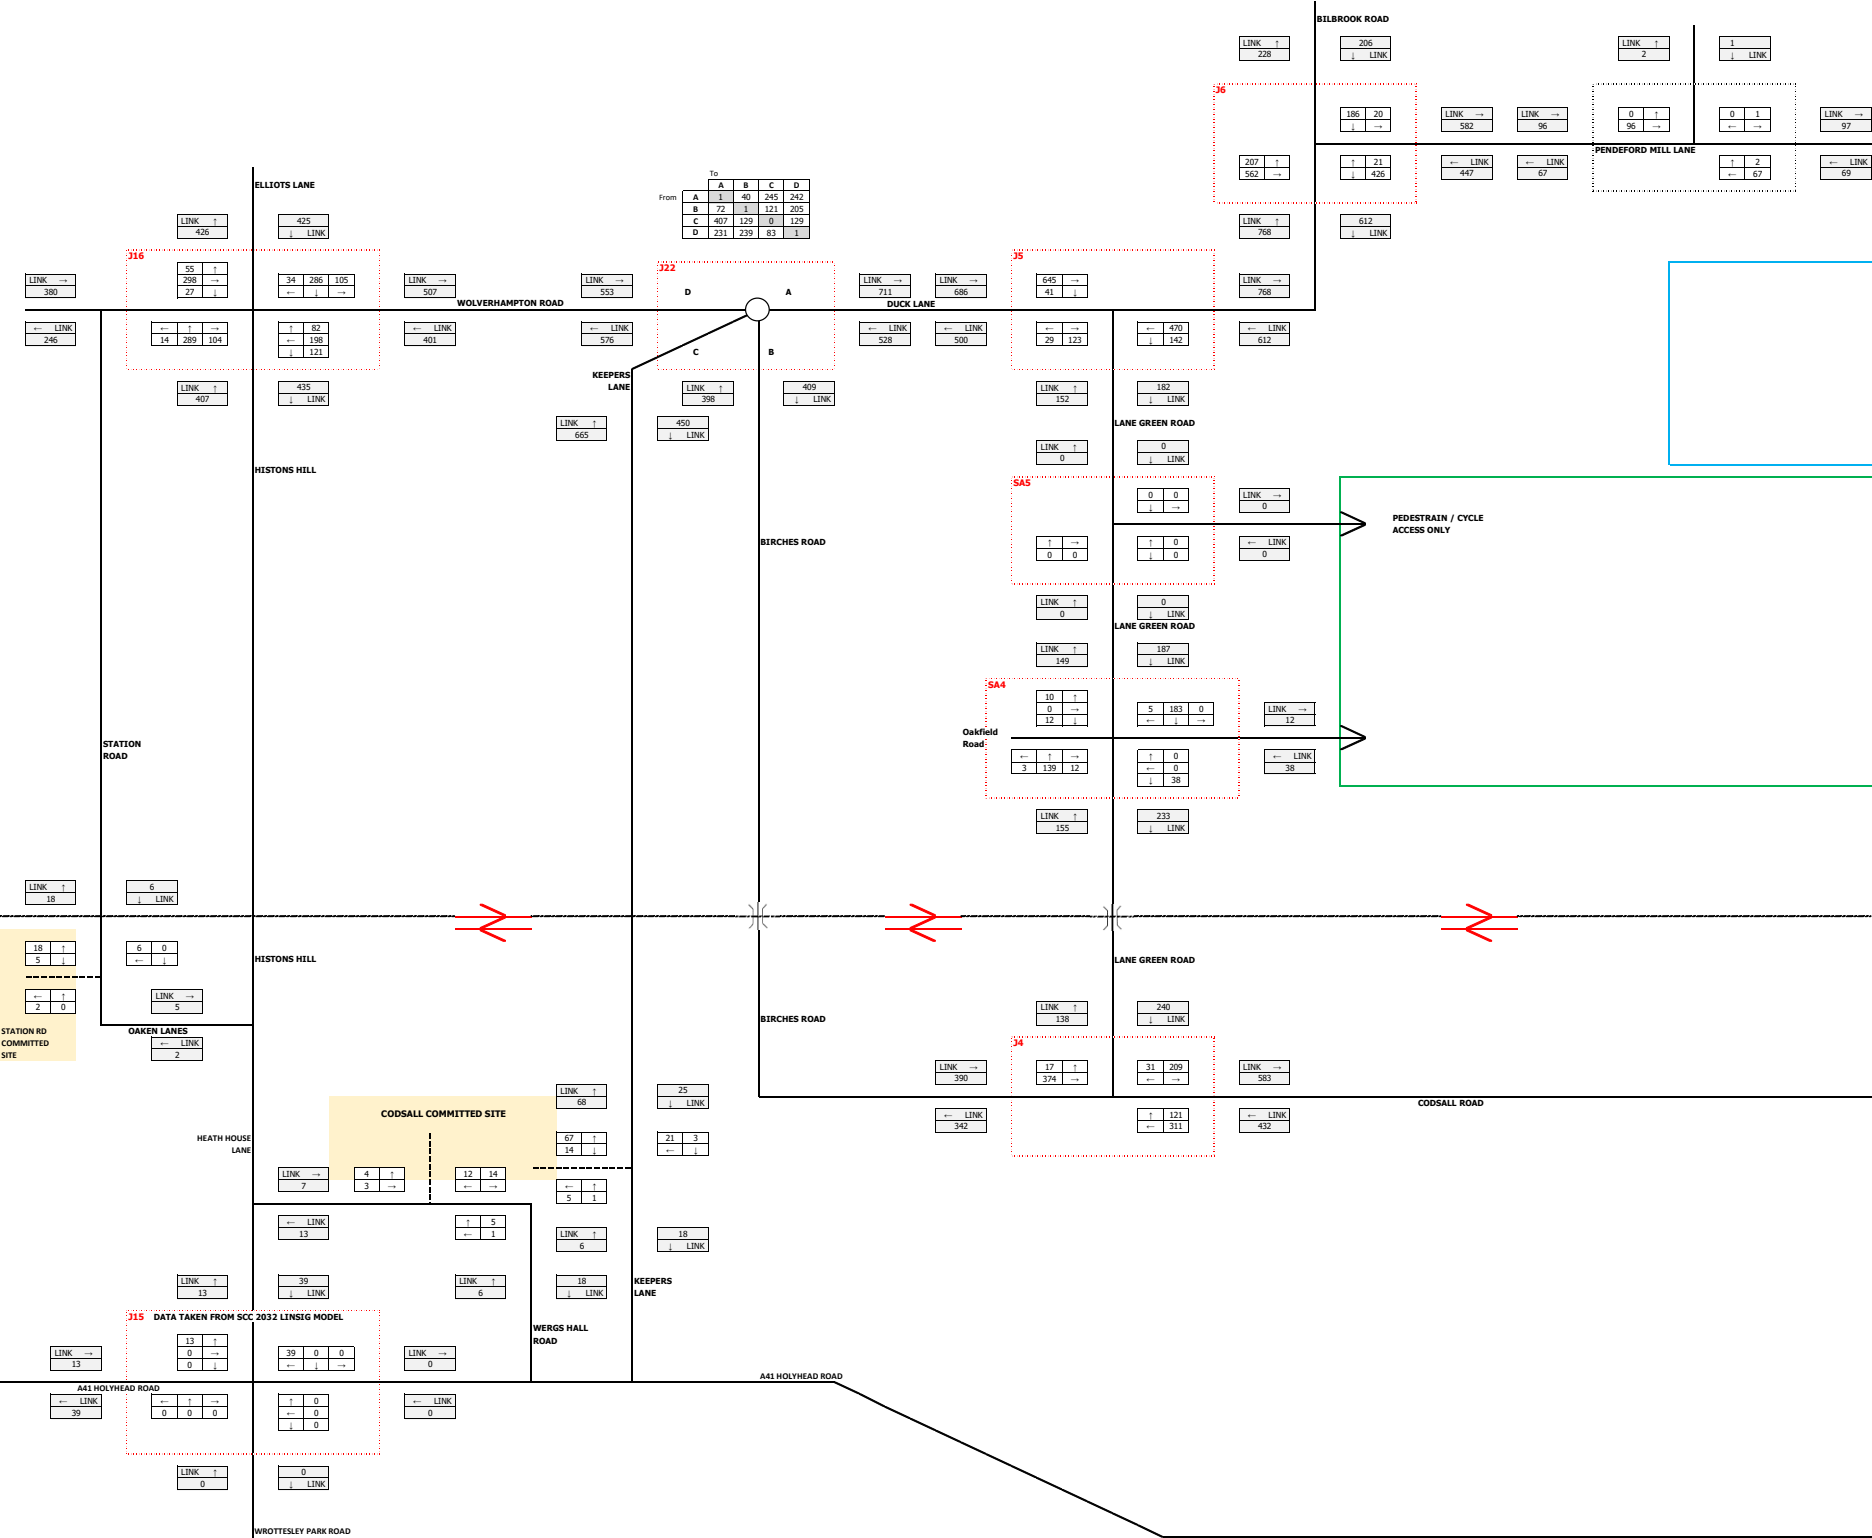 BILBROOK ROAD
LINK ↑ 206 LINK ↑ 1
228 ↓ LINK 2 ↓ LINK
J6
186 20 LINK → LINK → 0 ↑ 0 1 LINK →
↓ → 582 96 96 → ← → 97
PENDEFORD MILL LANE
207 ↑ ↑ 21 ← LINK ← LINK ↑ 2 ← LINK
562 → ↓ 426 447 67 ← 67 69
To
A B C D
From A 1 40 245 242
B 72 1 121 205
C 407 129 0 129
D 231 239 83 1
ELLIOTS LANE
LINK ↑ 425 LINK ↑ 612
426 ↓ LINK 768 ↓ LINK
J16 J22 J5
55 ↑
LINK → 298 → 34 286 105 LINK → LINK → D A LINK → LINK → 645 → LINK →
380 27 ↓ ← ↓ → 507 553 711 686 41 ↓ 768
WOLVERHAMPTON ROAD DUCK LANE
← LINK ← ↑ → ↑ 82 ← LINK ← LINK ← LINK ← LINK ← → ← 470 ← LINK
246 14 289 104 ← 198 401 576 528 500 29 123 ↓ 142 612
↓ 121 C B
KEEPERS
LANE
LINK ↑ 435 LINK ↑ 409 LINK ↑ 182
407 ↓ LINK 398 ↓ LINK 152 ↓ LINK
LINK ↑ 450 LANE GREEN ROAD
665 ↓ LINK
LINK ↑ 0
0 ↓ LINK
HISTONS HILL
SA5
0 0 LINK →
↓ → 0
PEDESTRAIN / CYCLE
ACCESS ONLY
BIRCHES ROAD
↑ → ↑ 0 ← LINK
0 0 ↓ 0 0
LINK ↑ 0
0 ↓ LINK
LANE GREEN ROAD
LINK ↑ 187
149 ↓ LINK
SA4
10 ↑
0 → 5 183 0 LINK →
12 ↓ ← ↓ → 12
Oakfield
Road
STATION
ROAD
← ↑ → ↑ 0 ← LINK
3 139 12 ← 0 38
↓ 38
LINK ↑ 233
155 ↓ LINK
LINK ↑ 6
18 ↓ LINK
18 ↑ 6 0
5 ↓ ← ↓
HISTONS HILL LANE GREEN ROAD
← ↑ LINK →
2 0 5
LINK ↑ 240
138 ↓ LINK
BIRCHES ROAD
STATION RD
COMMITTED
SITE
OAKEN LANES
← LINK
2
J4
LINK → 17 ↑ 31 209 LINK →
390 374 → ← → 583
CODSALL ROAD
← LINK ↑ 121 ← LINK
342 ← 311 432
LINK ↑ 25
68 ↓ LINK
CODSALL COMMITTED SITE
HEATH HOUSE
LANE
67 ↑ 21 3
14 ↓ ← ↓
LINK → 4 ↑ 12 14
7 3 → ← →
← ↑
5 1
← LINK ↑ 5
13 ← 1
LINK ↑ 18
6 ↓ LINK
LINK ↑ 39 LINK ↑ 18
13 ↓ LINK 6 ↓ LINK
KEEPERS
LANE
J15 DATA TAKEN FROM SCC 2032 LINSIG MODEL
WERGS HALL
ROAD
13 ↑
LINK → 0 → 39 0 0 LINK →
13 0 ↓ ← ↓ → 0
A41 HOLYHEAD ROAD A41 HOLYHEAD ROAD
← LINK ← ↑ → ↑ 0 ← LINK
39 0 0 0 ← 0 0
↓ 0
LINK ↑ 0
0 ↓ LINK
WROTTESLEY PARK ROAD